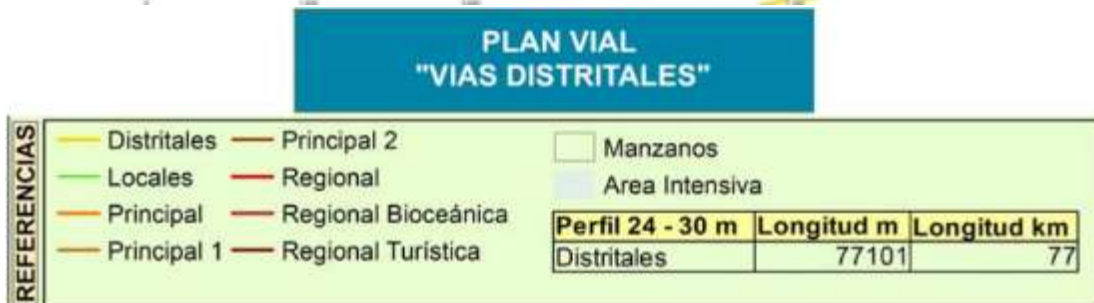 PLAN VIAL
"VIAS DISTRITALES"
REFERENCIAS
Distritales
Locales
Principal
Principal 1
Principal 2
Regional
Regional Bioceánica
Regional Turística
Manzanos
Area Intensiva
Perfil 24 - 30 m Longitud m Longitud km
Distritales 77101 77